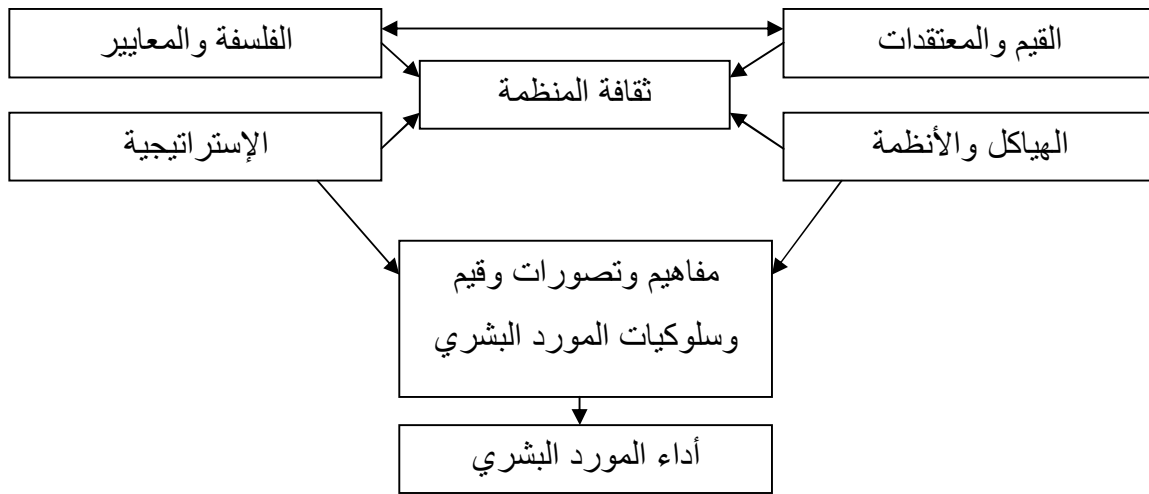 القيم والمعتقدات
الفلسفة والمعايير
ثقافة المنظمة
الهياكل والأنظمة
الإستراتيجية
مفاهيم وتصورات وقيم
وسلوكيات المورد البشري
أداء المورد البشري